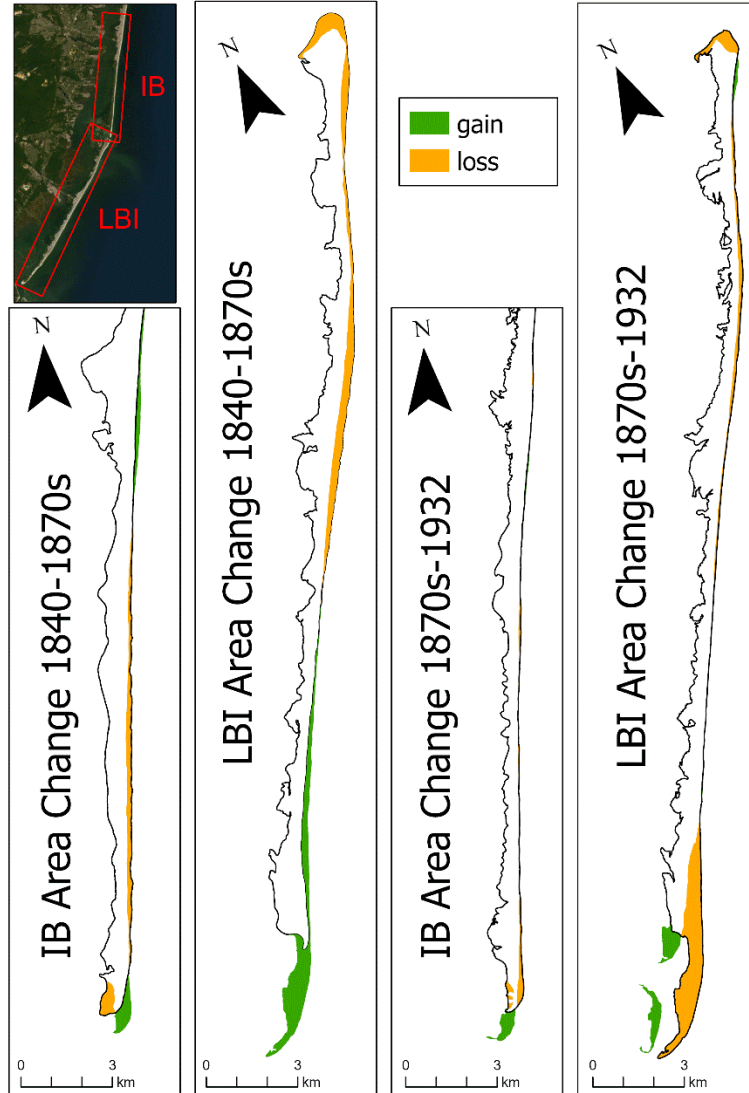 IB
LBI
N
gain
loss
N
IB Area Change 1840-1870s
0 3
km
LBI Area Change 1840-1870s
0 3
km
N
IB Area Change 1870s-1932
0 3
km
N
LBI Area Change 1870s-1932
0 3
km